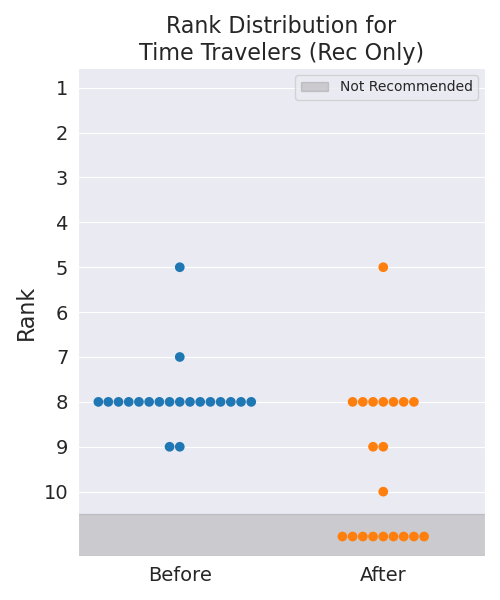 Rank Distribution for
Time Travelers (Rec Only)
Not Recommended
1
2
3
4
5
6
7
8
9
10
Rank
Before
After